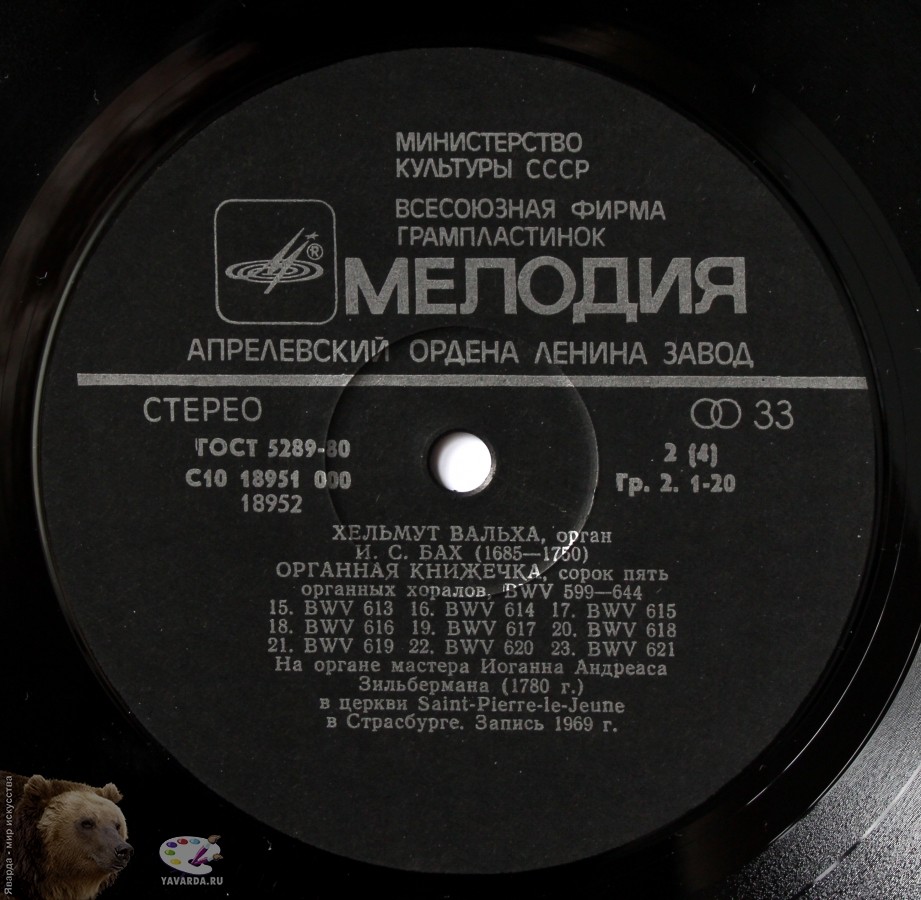 МИНИСТЕРСТВО
КУЛЬТУРЫ СССР
ВСЕСОЮЗНАЯ ФИРМА
ГРАМПЛАСТИНОК
®
МЕЛОДИЯ
АПРЕЛЕВСКИЙ ОРДЕНА ЛЕНИНА ЗАВОД
СТЕРЕО
33
ГОСТ 5289-80
2 (4)
С10 18951 000
Гр. 2. 1-20
18952
ХЕЛЬМУТ ВАЛЬХА, орган
И. С. БАХ (1685—1750)
ОРГАННАЯ КНИЖЕЧКА, сорок пять
органных хоралов, BWV 599—644
15. BWV 613 16. BWV 614 17. BWV 615
18. BWV 616 19. BWV 617 20. BWV 618
21. BWV 619 22. BWV 620 23. BWV 621
На органе мастера Иоганна Андреаса
Зильбермана (1780 г.)
в церкви Saint-Pierre-le-Jeune
в Страсбурге. Запись 1969 г.
Яварда - мир искусства
YAVARDA.RU